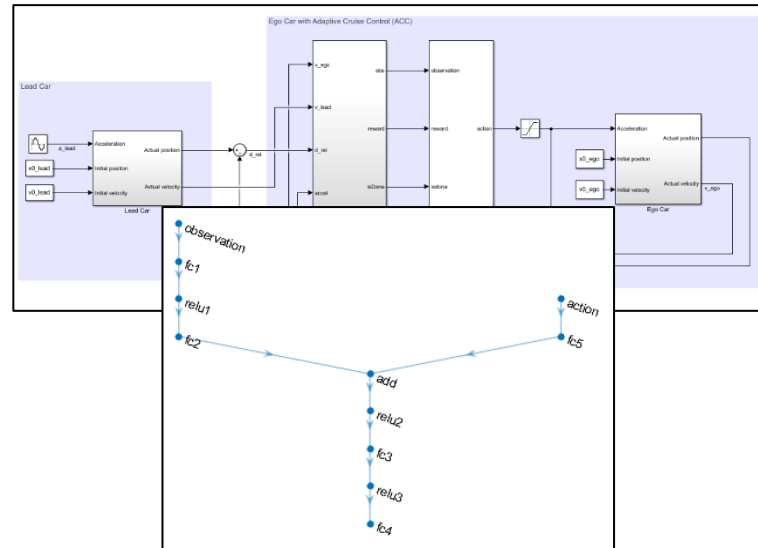 Ego Car with Adaptive Cruise Control (ACC)
Lead Car
a_lead
x0_lead
v0_lead
Acceleration
Initial position
Initial velocity
Actual position
Actual velocity
Lead Car
d_rel
v_ego
v_lead
d_rel
accel
obs
reward
isDone
observation
reward
isdone
action
x0_ego
v0_ego
Acceleration
Initial position
Initial velocity
Actual position
Actual velocity
Ego Car
v_ego
observation
fc1
relu1
fc2
action
fc5
add
relu2
fc3
relu3
fc4